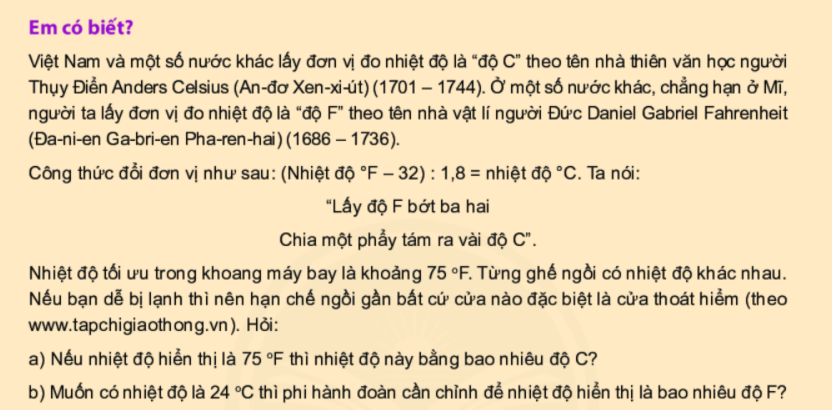 Em có biết?
Việt Nam và một số nước khác lấy đơn vị đo nhiệt độ là “độ C” theo tên nhà thiên văn học người
Thụy Điển Anders Celsius (An-đơ Xen-xi-út) (1701 – 1744). Ở một số nước khác, chẳng hạn ở Mĩ,
người ta lấy đơn vị đo nhiệt độ là “độ F” theo tên nhà vật lí người Đức Daniel Gabriel Fahrenheit
(Đa-ni-en Ga-bri-en Pha-ren-hai) (1686 – 1736).
Công thức đổi đơn vị như sau: (Nhiệt độ °F – 32) : 1,8 = nhiệt độ °C. Ta nói:
“Lấy độ F bớt ba hai
Chia một phẩy tám ra vài độ C”.
Nhiệt độ tối ưu trong khoang máy bay là khoảng 75 °F. Từng ghế ngồi có nhiệt độ khác nhau.
Nếu bạn dễ bị lạnh thì nên hạn chế ngồi gần bất cứ cửa nào đặc biệt là cửa thoát hiểm (theo
www.tapchigiaothong.vn). Hỏi:
a) Nếu nhiệt độ hiển thị là 75 °F thì nhiệt độ này bằng bao nhiêu độ C?
b) Muốn có nhiệt độ là 24 °C thì phi hành đoàn cần chỉnh để nhiệt độ hiển thị là bao nhiêu độ F?